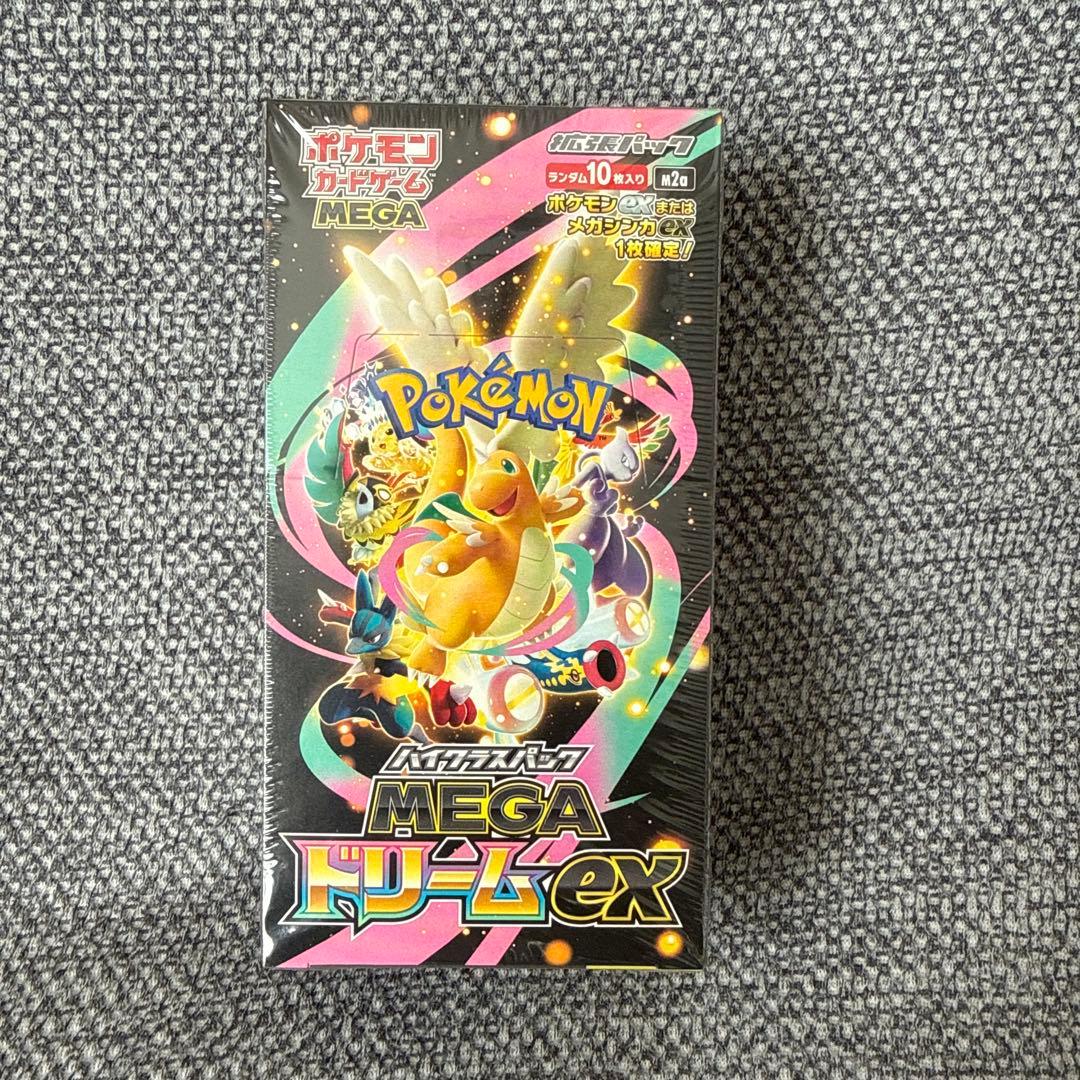 ポケモン
カードゲーム
MEGA
拡張パック
ランダム10枚入り M2a
ポケモンexまたは
メガシンカex
1枚確定！
POKéMON
TM
ハイクラスパック
MEGA
ドリームex